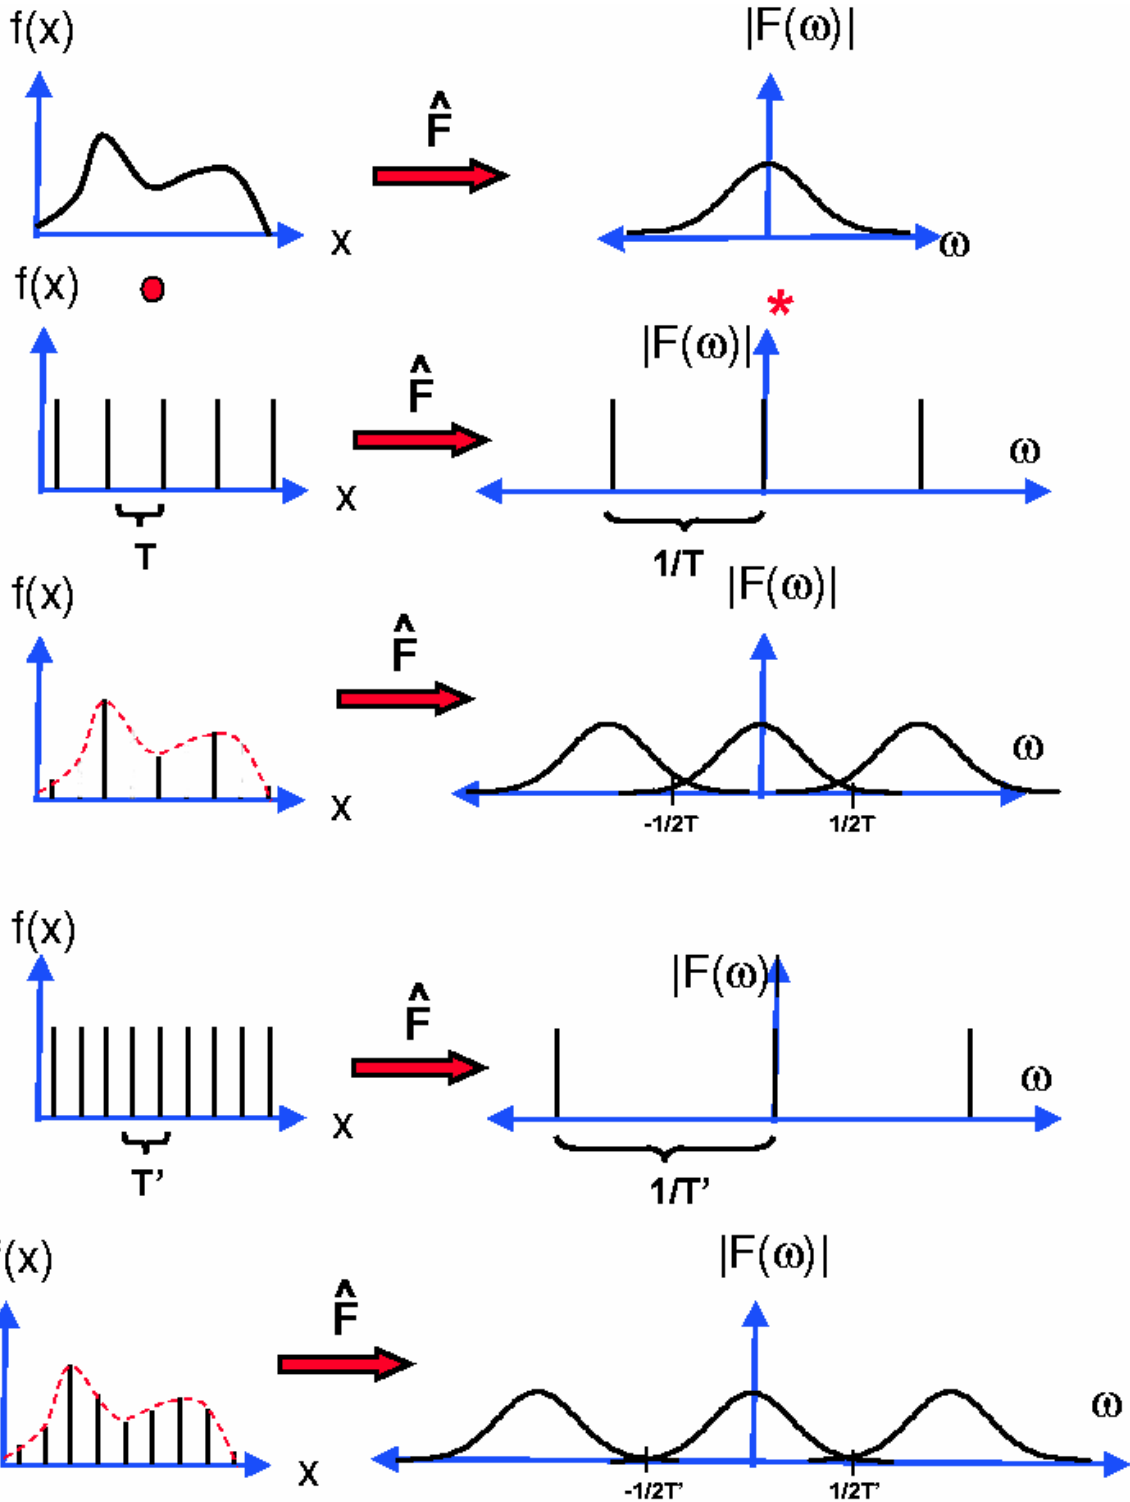 f(x)
|F(ω)|
^
F
x
ω
f(x)
*
|F(ω)|
^
F
ω
x
T
1/T
f(x)
|F(ω)|
^
F
ω
x
-1/2T
1/2T
f(x)
|F(ω)|
^
F
ω
x
T’
1/T’
f(x)
|F(ω)|
^
F
ω
x
-1/2T’
1/2T’